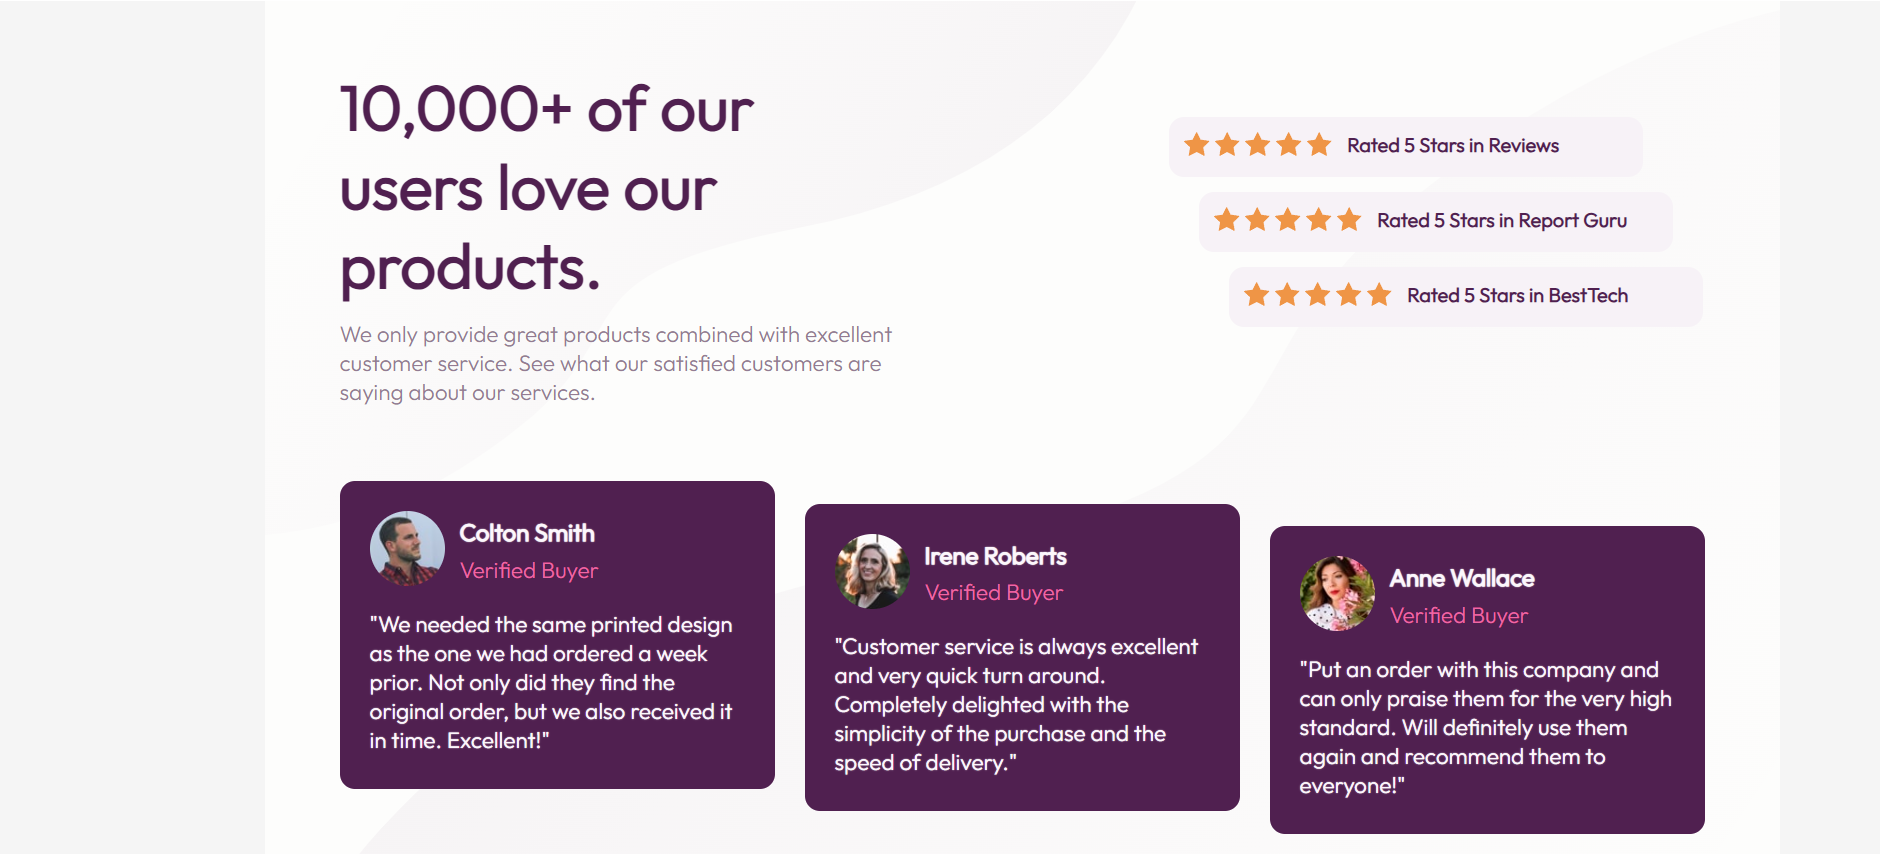 10,000+ of our
users love our
products.
We only provide great products combined with excellent
customer service. See what our satisfied customers are
saying about our services.
Rated 5 Stars in Reviews
Rated 5 Stars in Report Guru
Rated 5 Stars in BestTech
Colton Smith
Verified Buyer
"We needed the same printed design
as the one we had ordered a week
prior. Not only did they find the
original order, but we also received it
in time. Excellent!"
Irene Roberts
Verified Buyer
"Customer service is always excellent
and very quick turn around.
Completely delighted with the
simplicity of the purchase and the
speed of delivery."
Anne Wallace
Verified Buyer
"Put an order with this company and
can only praise them for the very high
standard. Will definitely use them
again and recommend them to
everyone!"